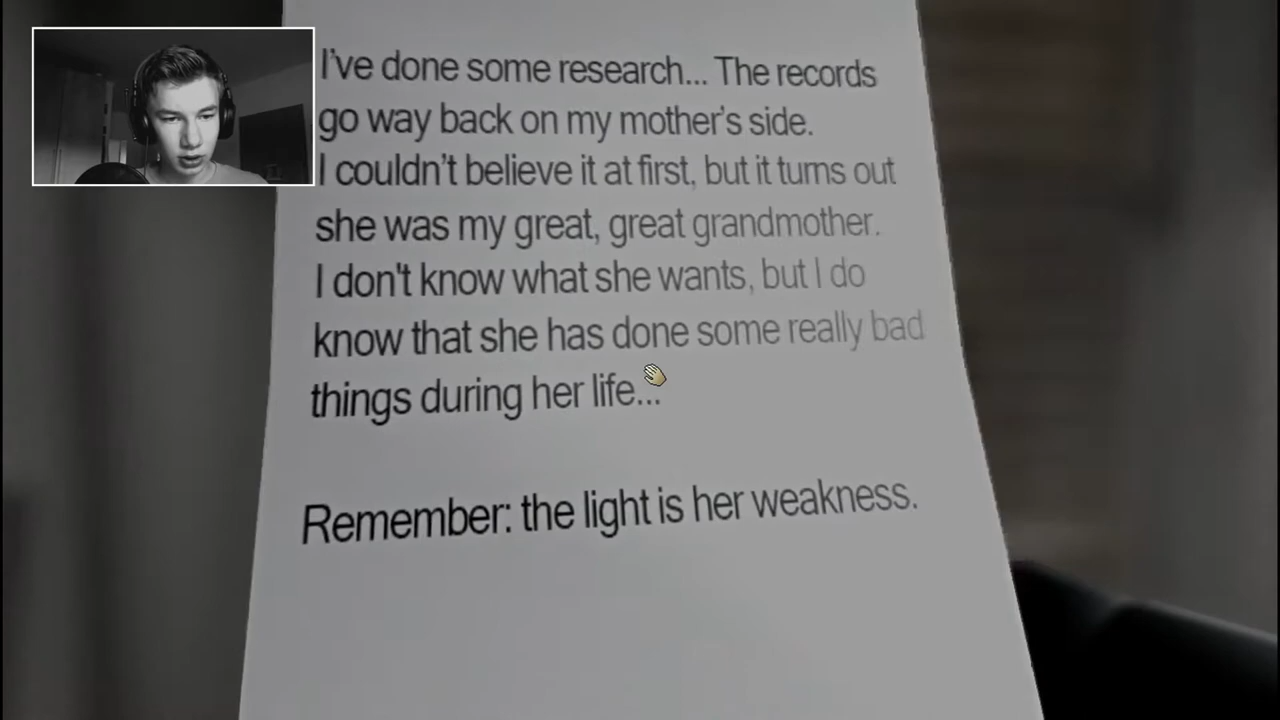 I've done some research... The records
go way back on my mother's side.
I couldn't believe it at first, but it turns out
she was my great, great grandmother.
I don't know what she wants, but I do
know that she has done some really bad
things during her life...
Remember: the light is her weakness.